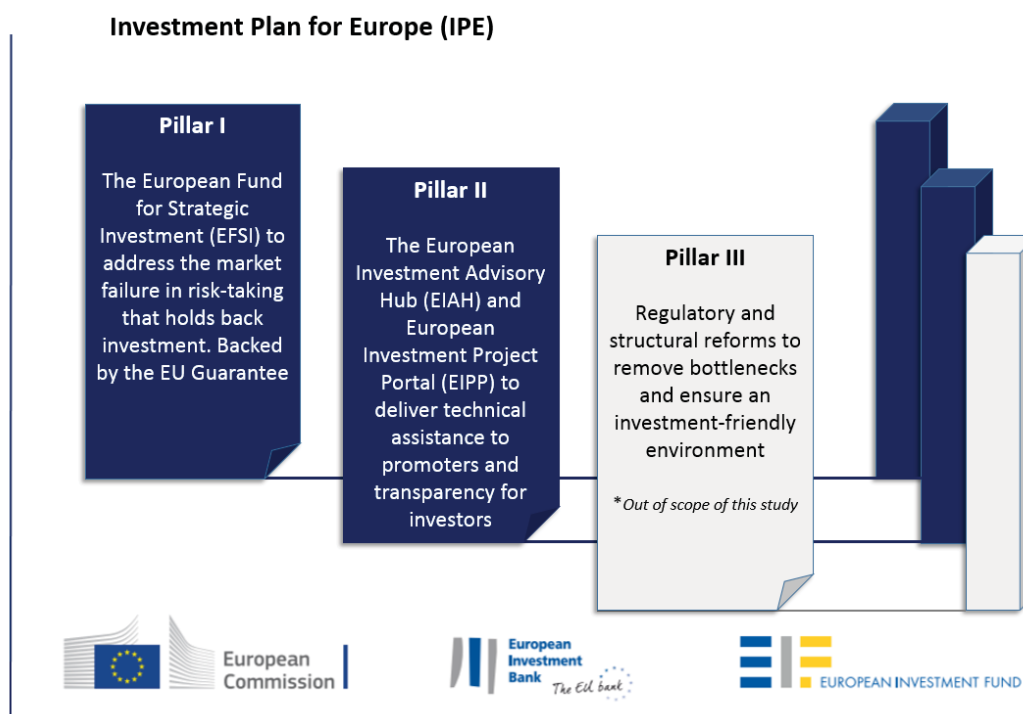 Investment Plan for Europe (IPE)
Pillar I
The European Fund
for Strategic
Investment (EFSI) to
address the market
failure in risk-taking
that holds back
investment. Backed
by the EU Guarantee
Pillar II
The European
Investment Advisory
Hub (EIAH) and
European
Investment Project
Portal (EIPP) to
deliver technical
assistance to
promoters and
transparency for
investors
Pillar III
Regulatory and
structural reforms to
remove bottlenecks
and ensure an
investment-friendly
environment
*Out of scope of this study
European
Commission
European
Investment
Bank
The EU bank
EIF
EUROPEAN INVESTMENT FUND